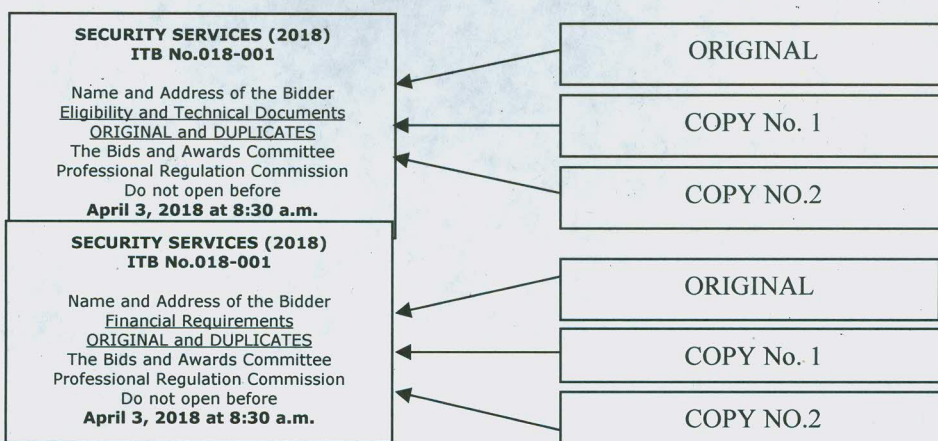 SECURITY SERVICES (2018)
ITB No.018-001
Name and Address of the Bidder
Eligibility and Technical Documents
ORIGINAL and DUPLICATES
The Bids and Awards Committee
Professional Regulation Commission
Do not open before
April 3, 2018 at 8:30 a.m.
ORIGINAL
COPY No. 1
COPY NO.2
SECURITY SERVICES (2018)
ITB No.018-001
Name and Address of the Bidder
Financial Requirements
ORIGINAL and DUPLICATES
The Bids and Awards Committee
Professional Regulation Commission
Do not open before
April 3, 2018 at 8:30 a.m.
ORIGINAL
COPY No. 1
COPY NO.2